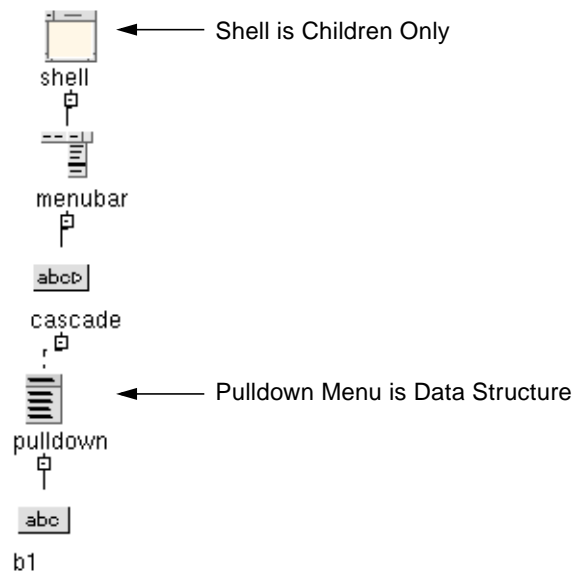 Shell is Children Only
shell
menubar
abc
cascade
Pulldown Menu is Data Structure
pulldown
abc
b1